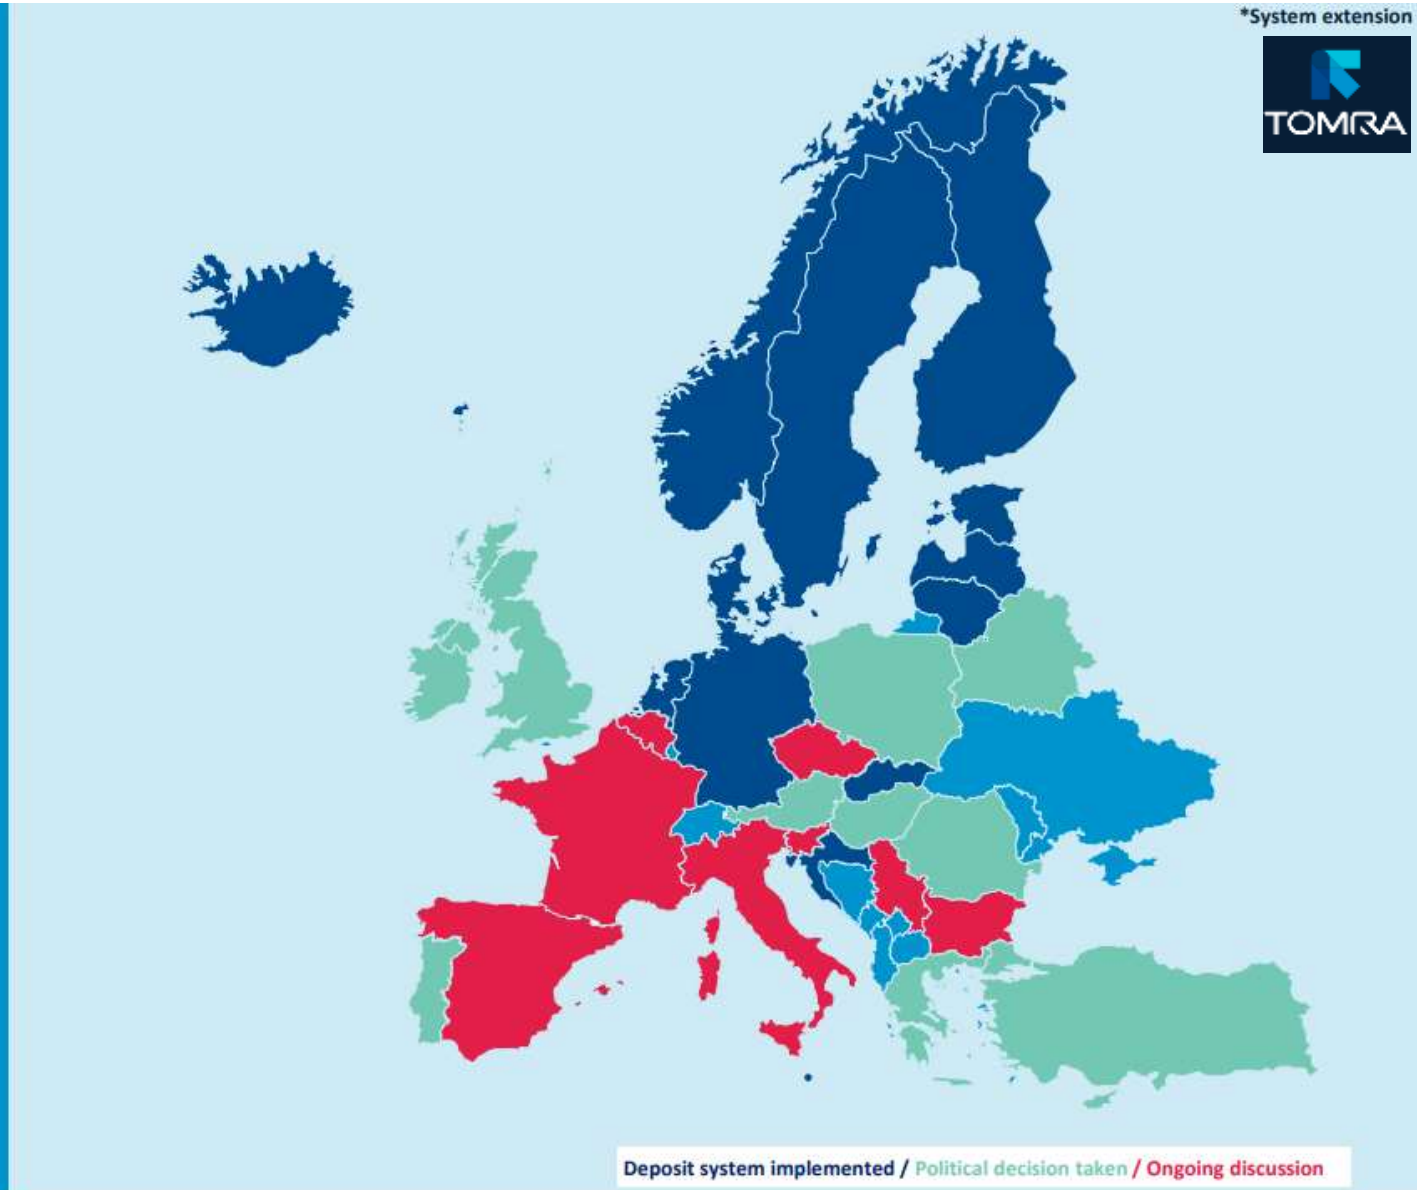 *System extension
TOMRA
Deposit system implemented / Political decision taken / Ongoing discussion